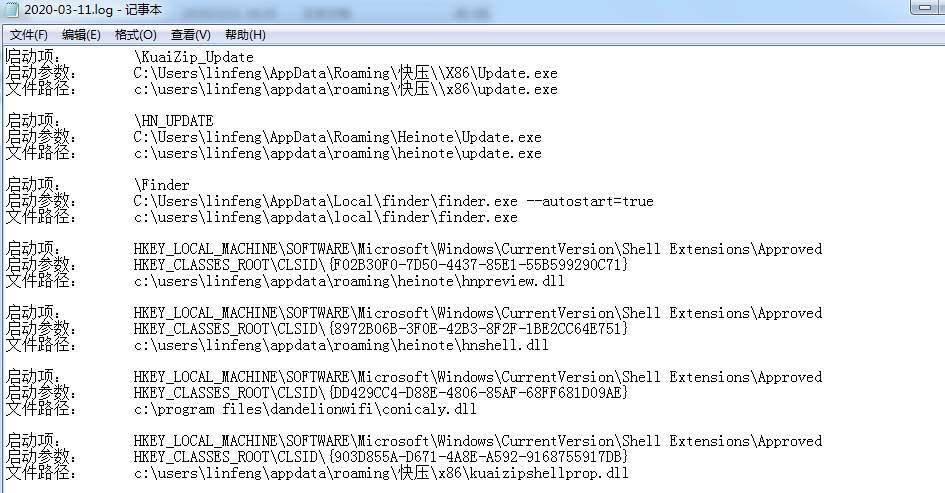 2020-03-11.log - 记事本
文件(F) 编辑(E) 格式(O) 查看(V) 帮助(H)
启动项: \KuaiZip_Update
启动参数: C:\Users\linfeng\AppData\Roaming\快压\\X86\Update.exe
文件路径: c:\users\linfeng\appdata\roaming\快压\\x86\update.exe
启动项: \HN_UPDATE
启动参数: C:\Users\linfeng\AppData\Roaming\Heinote\Update.exe
文件路径: c:\users\linfeng\appdata\roaming\heinote\update.exe
启动项: \Finder
启动参数: C:\Users\linfeng\AppData\Local\finder\finder.exe --autostart=true
文件路径: c:\users\linfeng\appdata\local\finder\finder.exe
启动项: HKEY_LOCAL_MACHINE\SOFTWARE\Microsoft\Windows\CurrentVersion\Shell Extensions\Approved
启动参数: HKEY_CLASSES_ROOT\CLSID\{F02B30F0-7D50-4437-85E1-55B599290C71}
文件路径: c:\users\linfeng\appdata\roaming\heinote\hnpreview.dll
启动项: HKEY_LOCAL_MACHINE\SOFTWARE\Microsoft\Windows\CurrentVersion\Shell Extensions\Approved
启动参数: HKEY_CLASSES_ROOT\CLSID\{8972B06B-3F0E-42B3-8F2F-1BE2CC64E751}
文件路径: c:\users\linfeng\appdata\roaming\heinote\hnshell.dll
启动项: HKEY_LOCAL_MACHINE\SOFTWARE\Microsoft\Windows\CurrentVersion\Shell Extensions\Approved
启动参数: HKEY_CLASSES_ROOT\CLSID\{DD429CC4-D88E-4806-85AF-68FF681D09AE}
文件路径: c:\program files\dandelionwifi\conicaly.dll
启动项: HKEY_LOCAL_MACHINE\SOFTWARE\Microsoft\Windows\CurrentVersion\Shell Extensions\Approved
启动参数: HKEY_CLASSES_ROOT\CLSID\{903D855A-D671-4A8E-A592-9168755917DB}
文件路径: c:\users\linfeng\appdata\roaming\快压\x86\kuaizipshellprop.dll